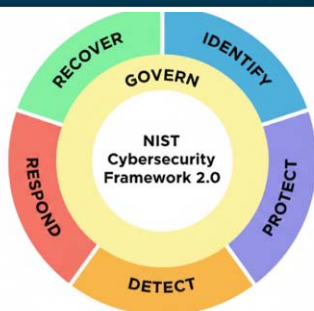 RECOVER
IDENTIFY
GOVERN
NIST
Cybersecurity
Framework 2.0
RESPOND
PROTECT
DETECT